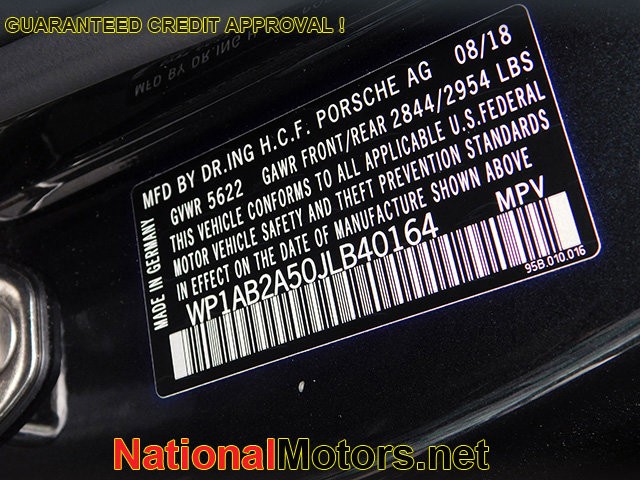 GUARANTEED CREDIT APPROVAL !
MFD BY DR.ING H.C.F. PORSCHE AG 08/18
GVWR 5622 GAWR FRONT/REAR 2844/2954 LBS
THIS VEHICLE CONFORMS TO ALL APPLICABLE U.S.FEDERAL
MOTOR VEHICLE SAFETY AND THEFT PREVENTION STANDARDS
IN EFFECT ON THE DATE OF MANUFACTURE SHOWN ABOVE
WP1AB2A50JLB40164 MPV
MADE IN GERMANY
95B.010.016
NationalMotors.net